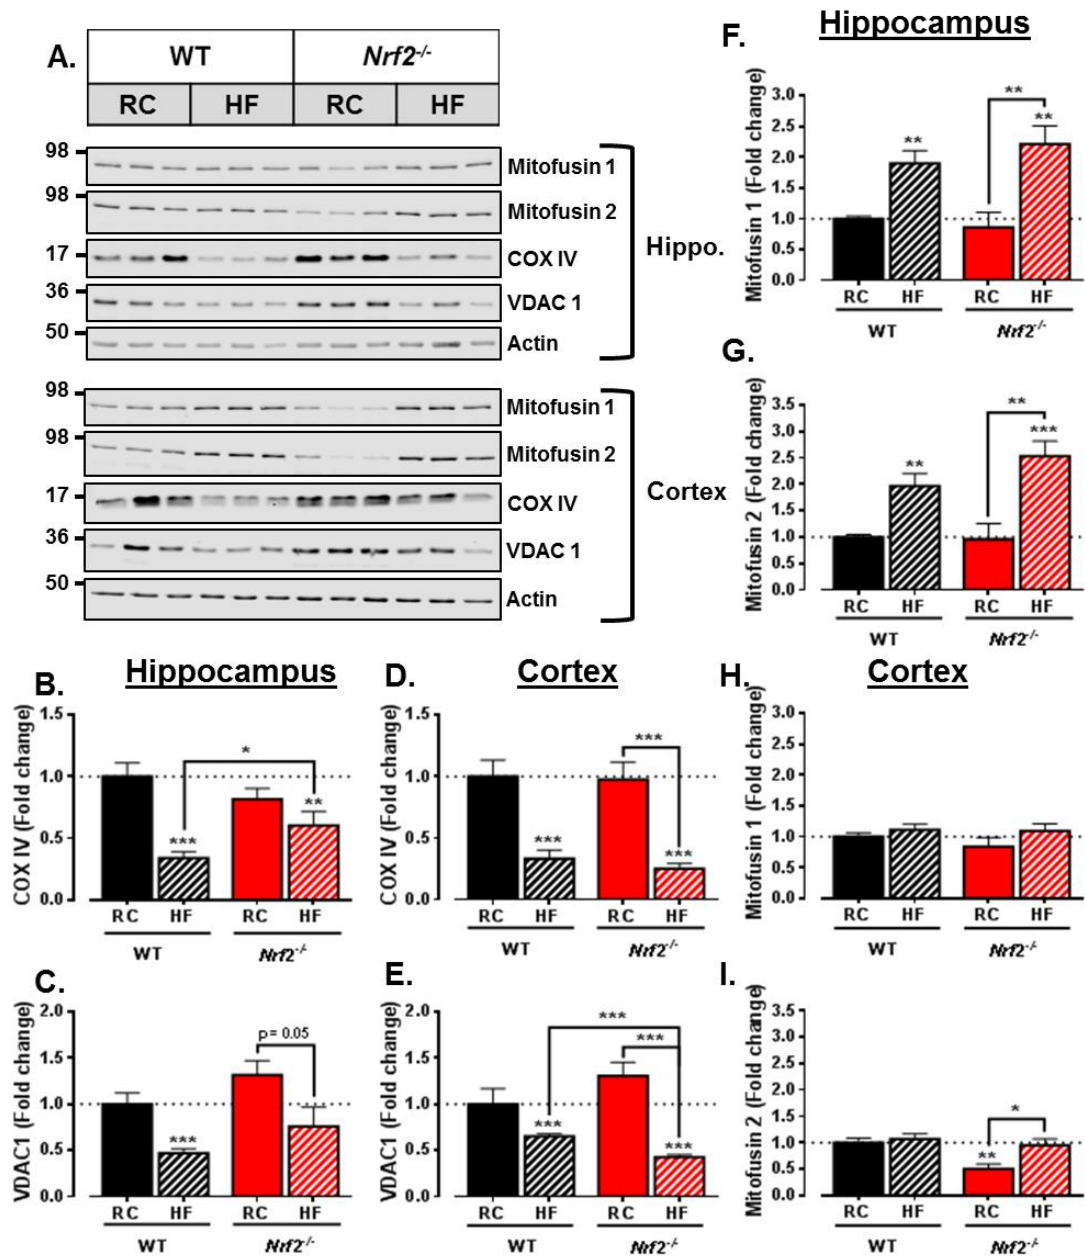 A.
WT Nrf2-/-
RC HF RC HF
98
Mitofusin 1
98
Mitofusin 2
17
COX IV
36
VDAC 1
50
Actin
Hippo.
98
Mitofusin 1
98
Mitofusin 2
17
COX IV
36
VDAC 1
50
Actin
Cortex
Hippocampus
F.
Mitofusin 1 (Fold change)
3.0
2.5
2.0
1.5
1.0
0.5
0.0
**
**
**
RC HF RC HF
WT Nrf2-/-
G.
Mitofusin 2 (Fold change)
3.5
3.0
2.5
2.0
1.5
1.0
0.5
0.0
**
**
***
RC HF RC HF
WT Nrf2-/-
B.
Hippocampus
COX IV (Fold change)
1.5
1.0
0.5
0.0
*
***
**
RC HF RC HF
WT Nrf2-/-
C.
VDAC1 (Fold change)
2.0
1.5
1.0
0.5
0.0
p = 0.05
***
RC HF RC HF
WT Nrf2-/-
D.
Cortex
COX IV (Fold change)
1.5
1.0
0.5
0.0
***
***
***
RC HF RC HF
WT Nrf2-/-
E.
VDAC1 (Fold change)
2.0
1.5
1.0
0.5
0.0
***
***
***
***
RC HF RC HF
WT Nrf2-/-
H.
Cortex
Mitofusin 1 (Fold change)
3.0
2.5
2.0
1.5
1.0
0.5
0.0
RC HF RC HF
WT Nrf2-/-
I.
Mitofusin 2 (Fold change)
3.5
3.0
2.5
2.0
1.5
1.0
0.5
0.0
*
**
RC HF RC HF
WT Nrf2-/-